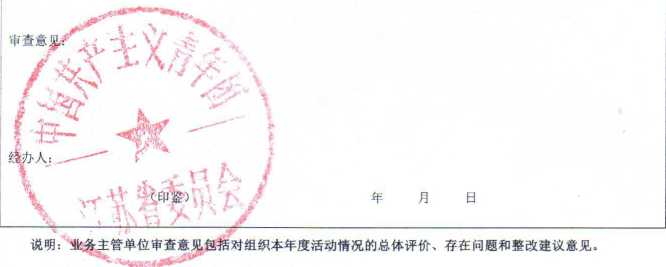 审查意见：
中国共产主义青年团
经办人：
江苏省委员会
（印鉴） 年 月 日
说明：业务主管单位审查意见包括对组织本年度活动情况的总体评价、存在问题和整改建议意见。